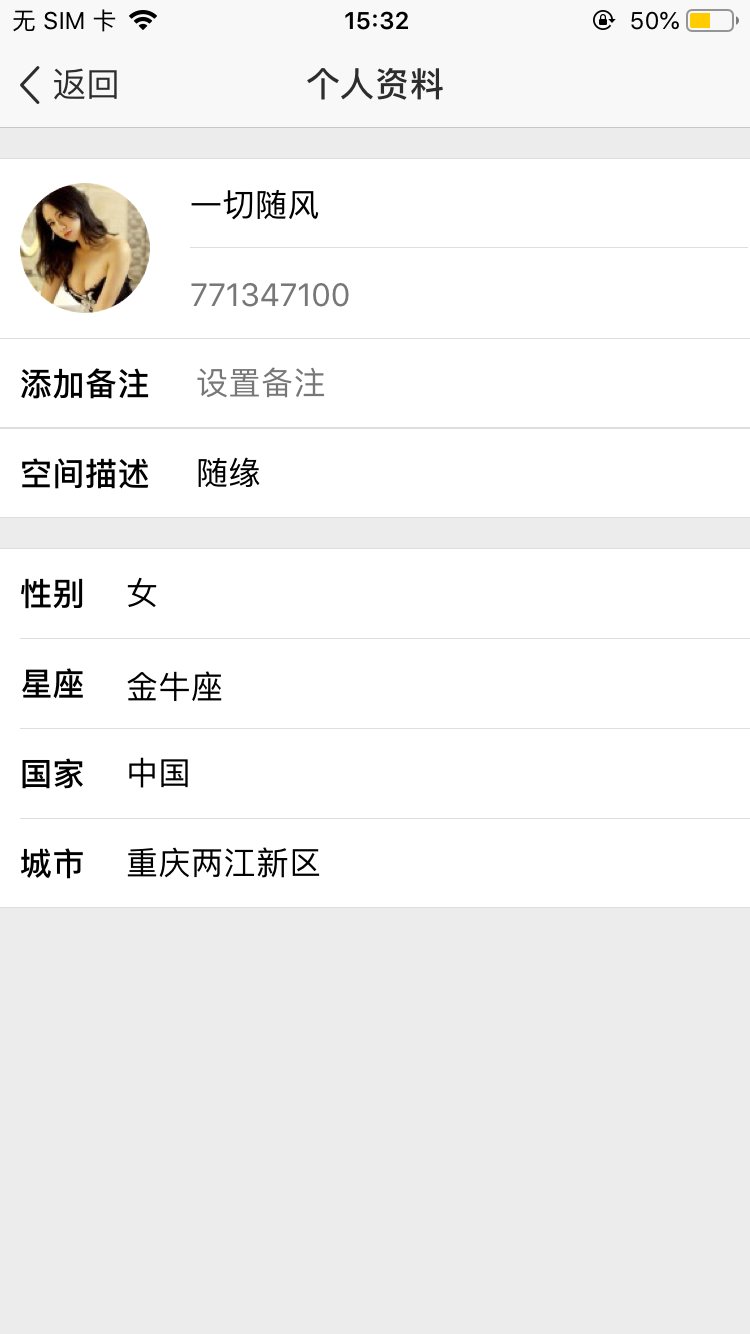 无 SIM 卡 15:32 50%
返回 个人资料
一切随风
771347100
添加备注 设置备注
空间描述 随缘
性别 女
星座 金牛座
国家 中国
城市 重庆两江新区